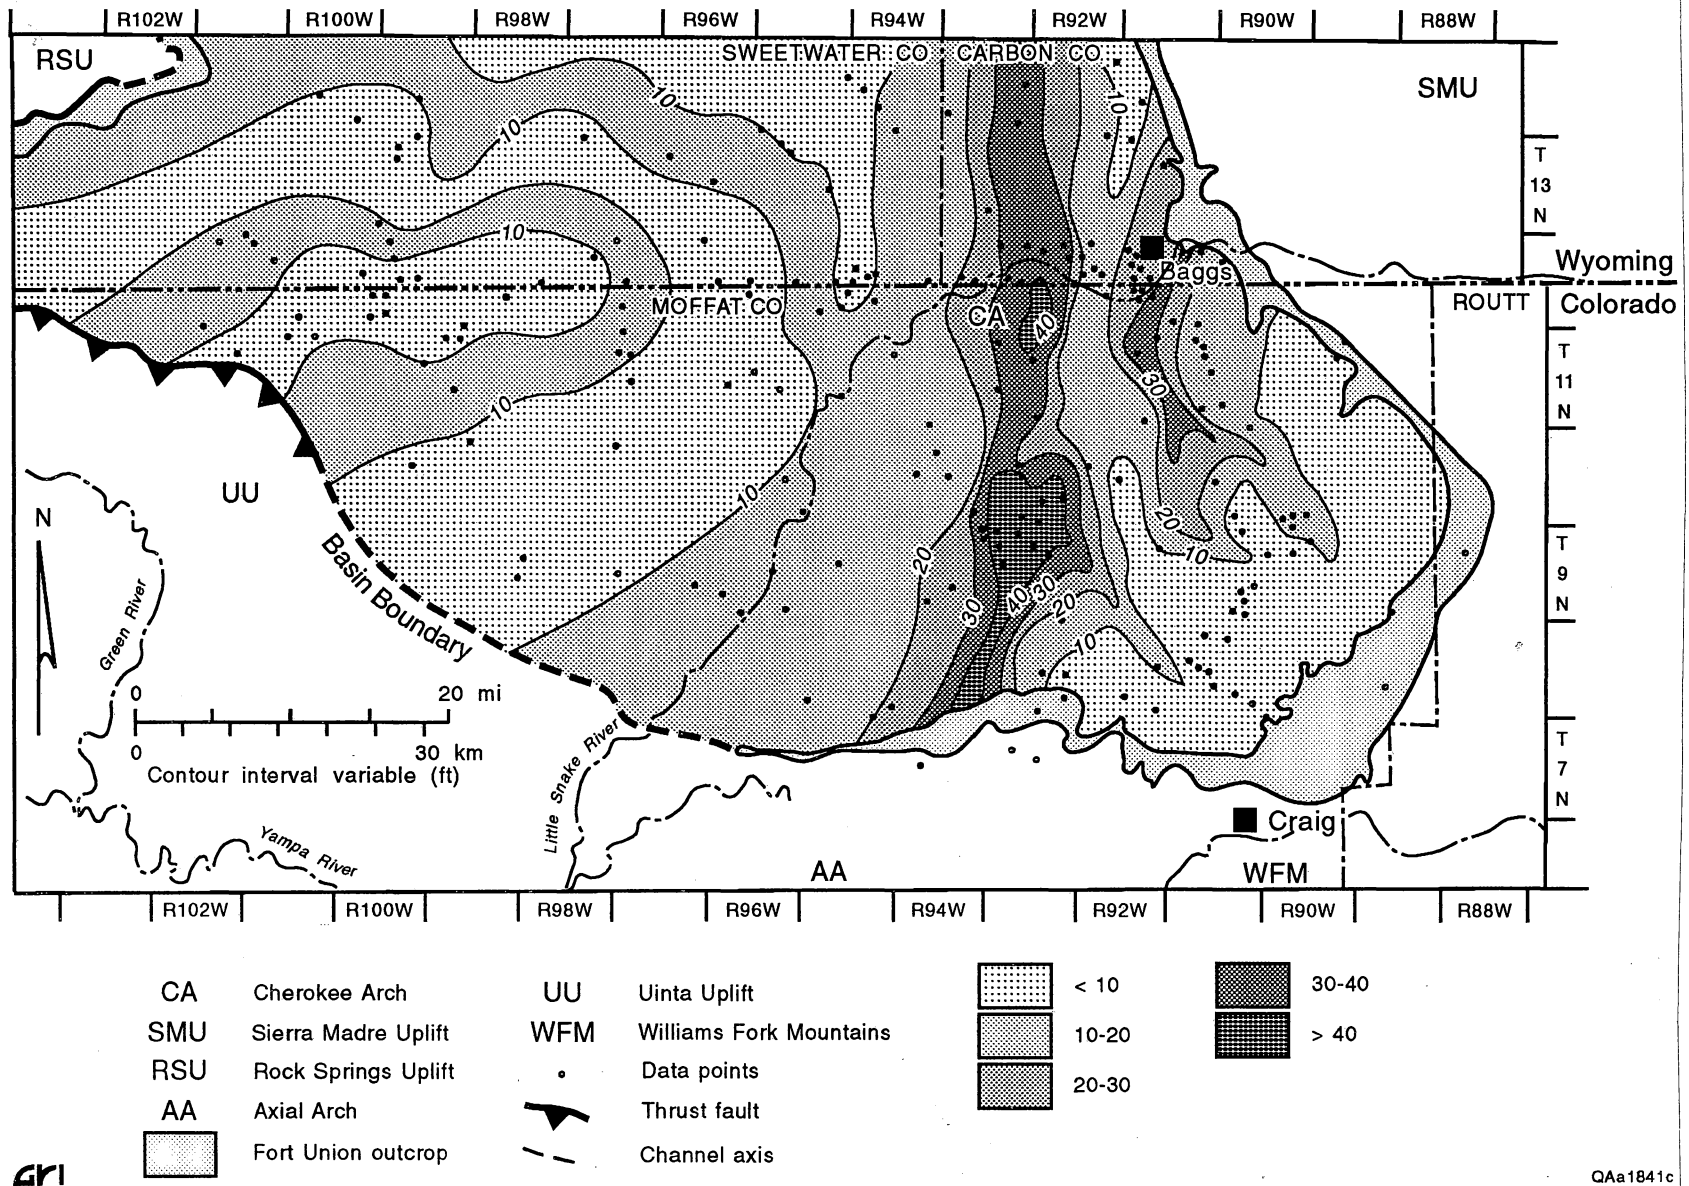 R102W R100W R98W R96W R94W R92W R90W R88W
RSU SWEETWATER CO CARBON CO SMU
10
10
10
T
13
N
10
Baggs
Wyoming
MOFFAT CO ROUTT Colorado
CA
40
T
11
N
30
10
10
UU
N
20
10
T
9
N
Basin Boundary
20
30
40
30
20
10
Green River
0 20 mi
0 30 km
Contour interval variable (ft)
Little Snake River
T
7
N
Yampa River
Craig
AA WFM
R102W R100W R98W R96W R94W R92W R90W R88W
CA Cherokee Arch
SMU Sierra Madre Uplift
RSU Rock Springs Uplift
AA Axial Arch
Fort Union outcrop
UU Uinta Uplift
WFM Williams Fork Mountains
Data points
Thrust fault
Channel axis
< 10
10-20
20-30
30-40
> 40
GRI
QAa1841c